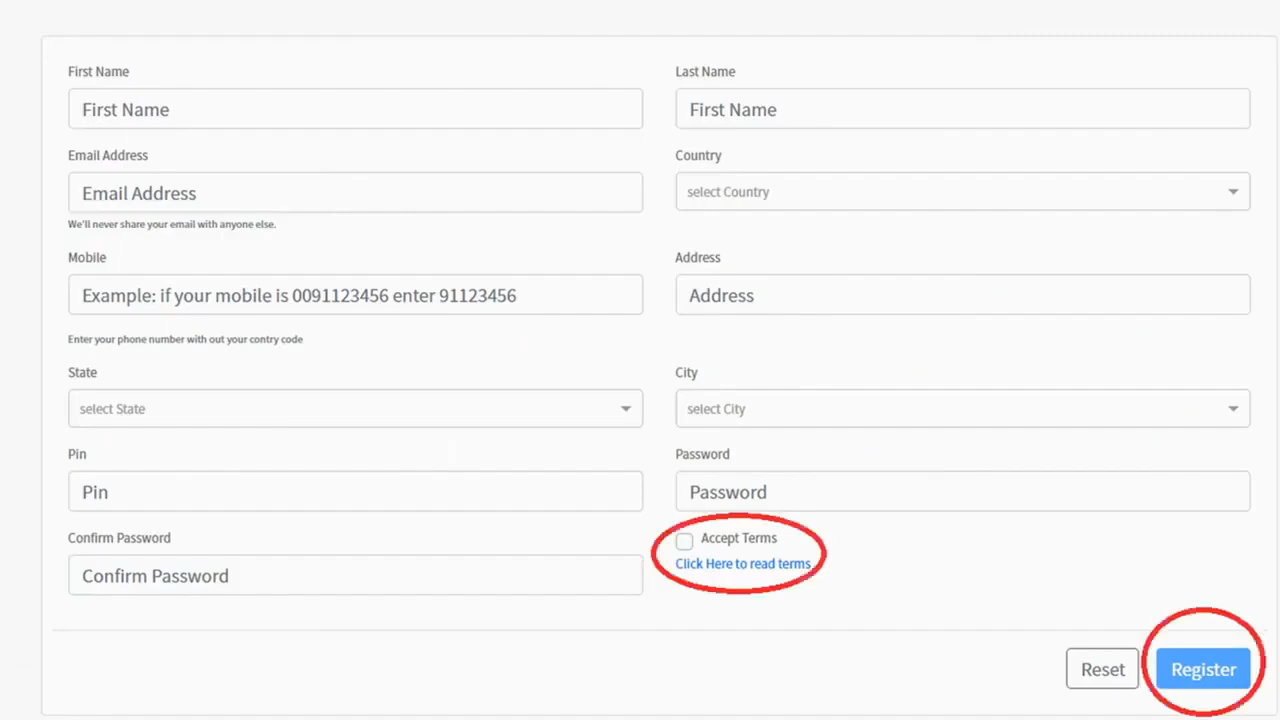 First Name
Last Name
First Name
First Name
Email Address
Country
Email Address
select Country
We'll never share your email with anyone else.
Mobile
Address
Example: if your mobile is 0091123456 enter 91123456
Address
Enter your phone number with out your contry code
State
City
select State
select City
Pin
Password
Pin
Password
Confirm Password
Accept Terms
Click Here to read terms
Confirm Password
Reset
Register